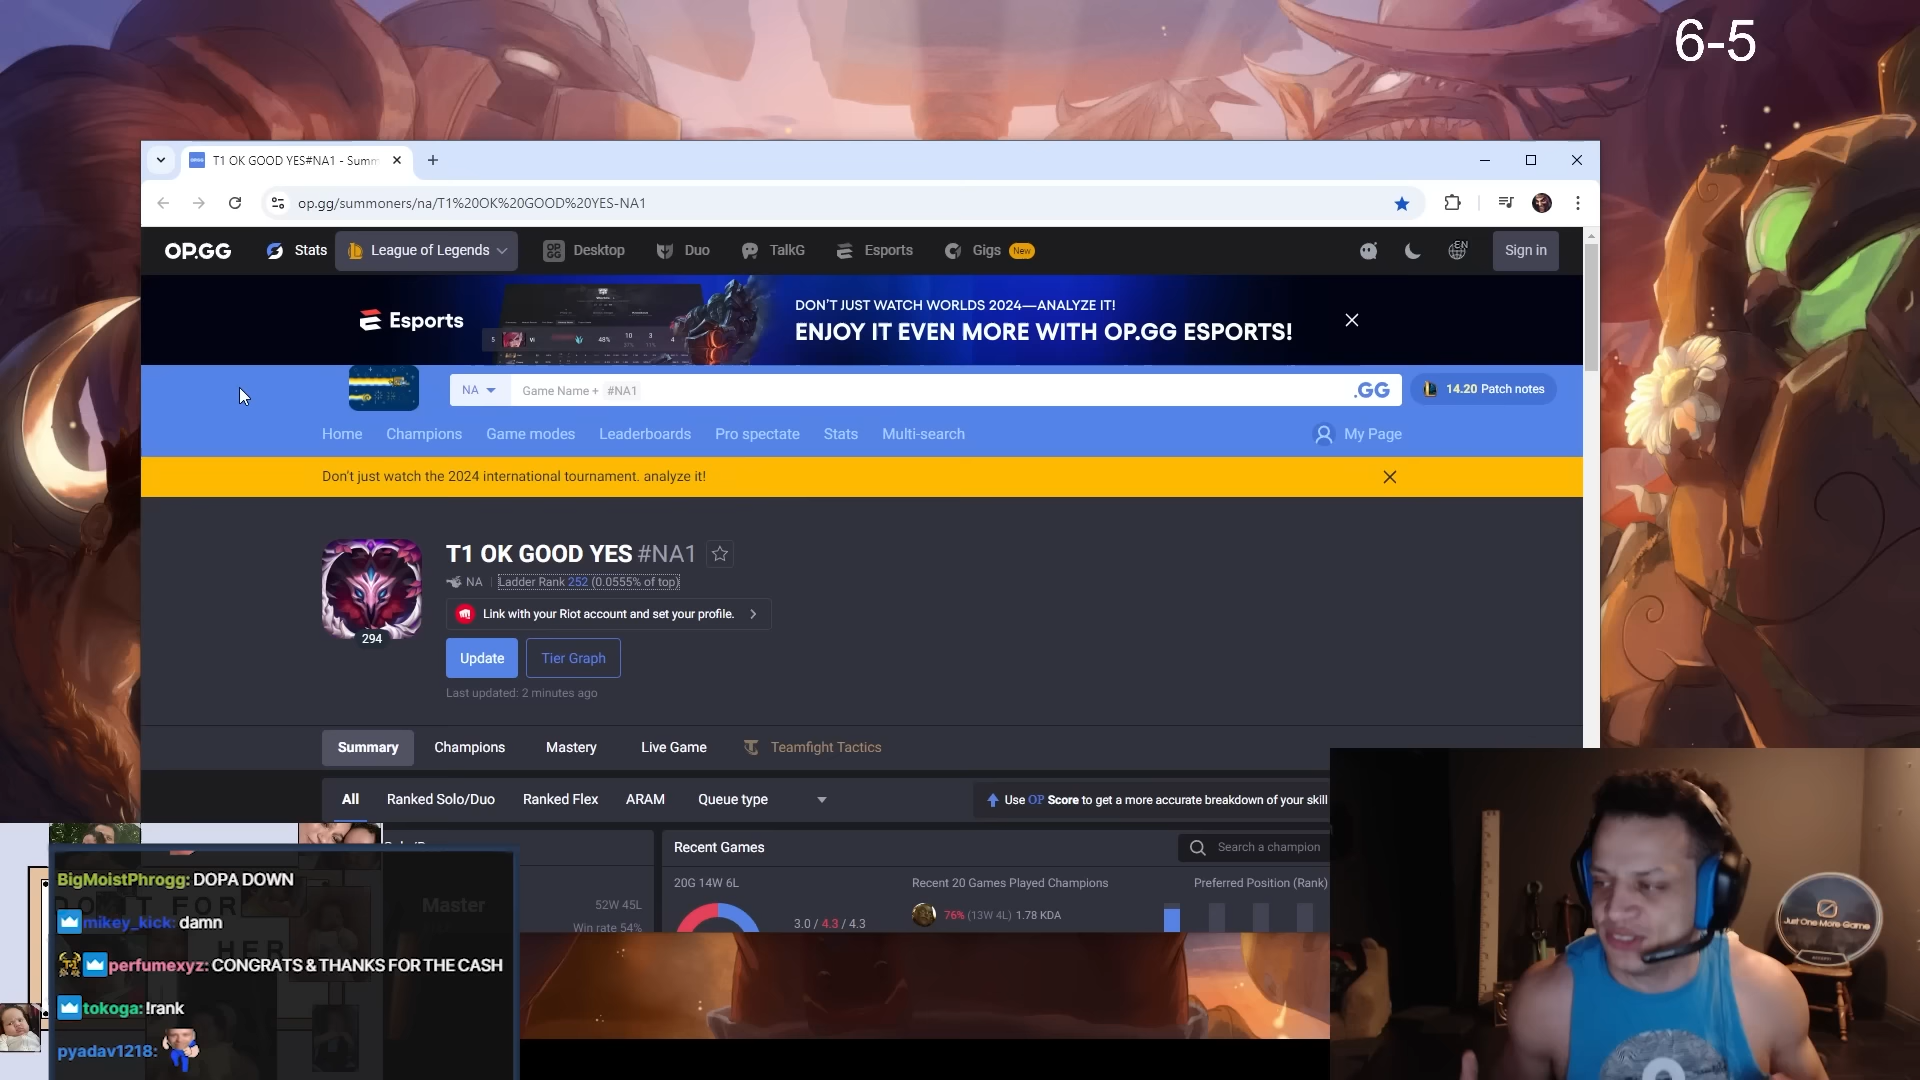 6-5
T1 OK GOOD YES#NA1 - Summ
op.gg/summoners/na/T1%20OK%20GOOD%20YES-NA1
OP.GG Stats League of Legends OP GG Desktop Duo TalkG Esports Gigs New EN Sign in
Esports
DON'T JUST WATCH WORLDS 2024—ANALYZE IT!
ENJOY IT EVEN MORE WITH OP.GG ESPORTS!
NA Game Name + #NA1 .GG 14.20 Patch notes
Home Champions Game modes Leaderboards Pro spectate Stats Multi-search My Page
Don't just watch the 2024 international tournament. analyze it!
T1 OK GOOD YES #NA1
NA Ladder Rank 252 (0.0555% of top)
Link with your Riot account and set your profile.
294
Update Tier Graph
Last updated: 2 minutes ago
Summary Champions Mastery Live Game Teamfight Tactics
All Ranked Solo/Duo Ranked Flex ARAM Queue type Use OP Score to get a more accurate breakdown of your skill
Recent Games Search a champion
20G 14W 6L Recent 20 Games Played Champions Preferred Position (Rank)
Master 52W 45L
Win rate 54%
3.0 / 4.3 / 4.3 76% (13W 4L) 1.78 KDA
BigMoistPhrogg: DOPA DOWN
mikey_kick: damn
perfumexyz: CONGRATS & THANKS FOR THE CASH
tokoga: !rank
pyadav1218:
FOR
HER
Just One More Game